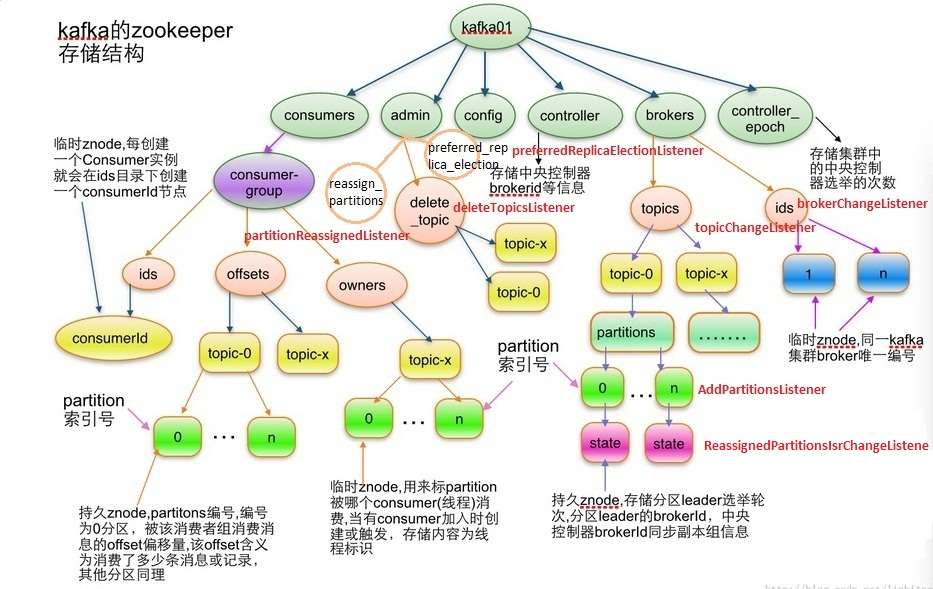 kafka的zookeeper
存储结构
kafka01
consumers
admin
config
controller
brokers
controller_
epoch
临时znode,每创建
一个Consumer实例
就会在ids目录下创建
一个consumerId节点
consumer-
group
reassign_
partitions
preferred_rep
lica_election
preferredReplicaElectionListener
存储中央控制器
brokerid等信息
存储集群中
的中央控制
器选举的次数
delete
_topic
deleteTopicsListener
partitionReassignedListener
topic-x
topic-0
topics
ids
brokerChangeListener
topicChangeListener
ids
offsets
owners
topic-0
topic-x
1
n
consumerId
topic-0
topic-x
topic-x
partitions
.......
临时znode,同一kafka
集群broker唯一编号
partition
索引号
partition
索引号
0
...
n
AddPartitionsListener
0
...
n
0
...
n
state
state
ReassignedPartitionsIsrChangeListene
持久znode,partitons编号,编号
为0分区，被该消费者组消费消
息的offset偏移量,该offset含义
为消费了多少条消息或记录，
其他分区同理
临时znode,用来标partition
被哪个consumer(线程)消
费,当有consumer加入时创
建或触发，存储内容为线
程标识
持久znode,存储分区leader选举轮
次,分区leader的brokerId，中央
控制器brokerId同步副本组信息